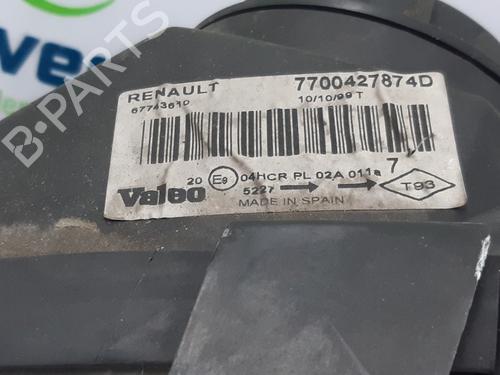 RENAULT 7700427874D
67743610 10/10/99 T
7
Valeo 20 E9 04HCR PL 02A 011a
5227 T93
MADE IN SPAIN
B-PARTS